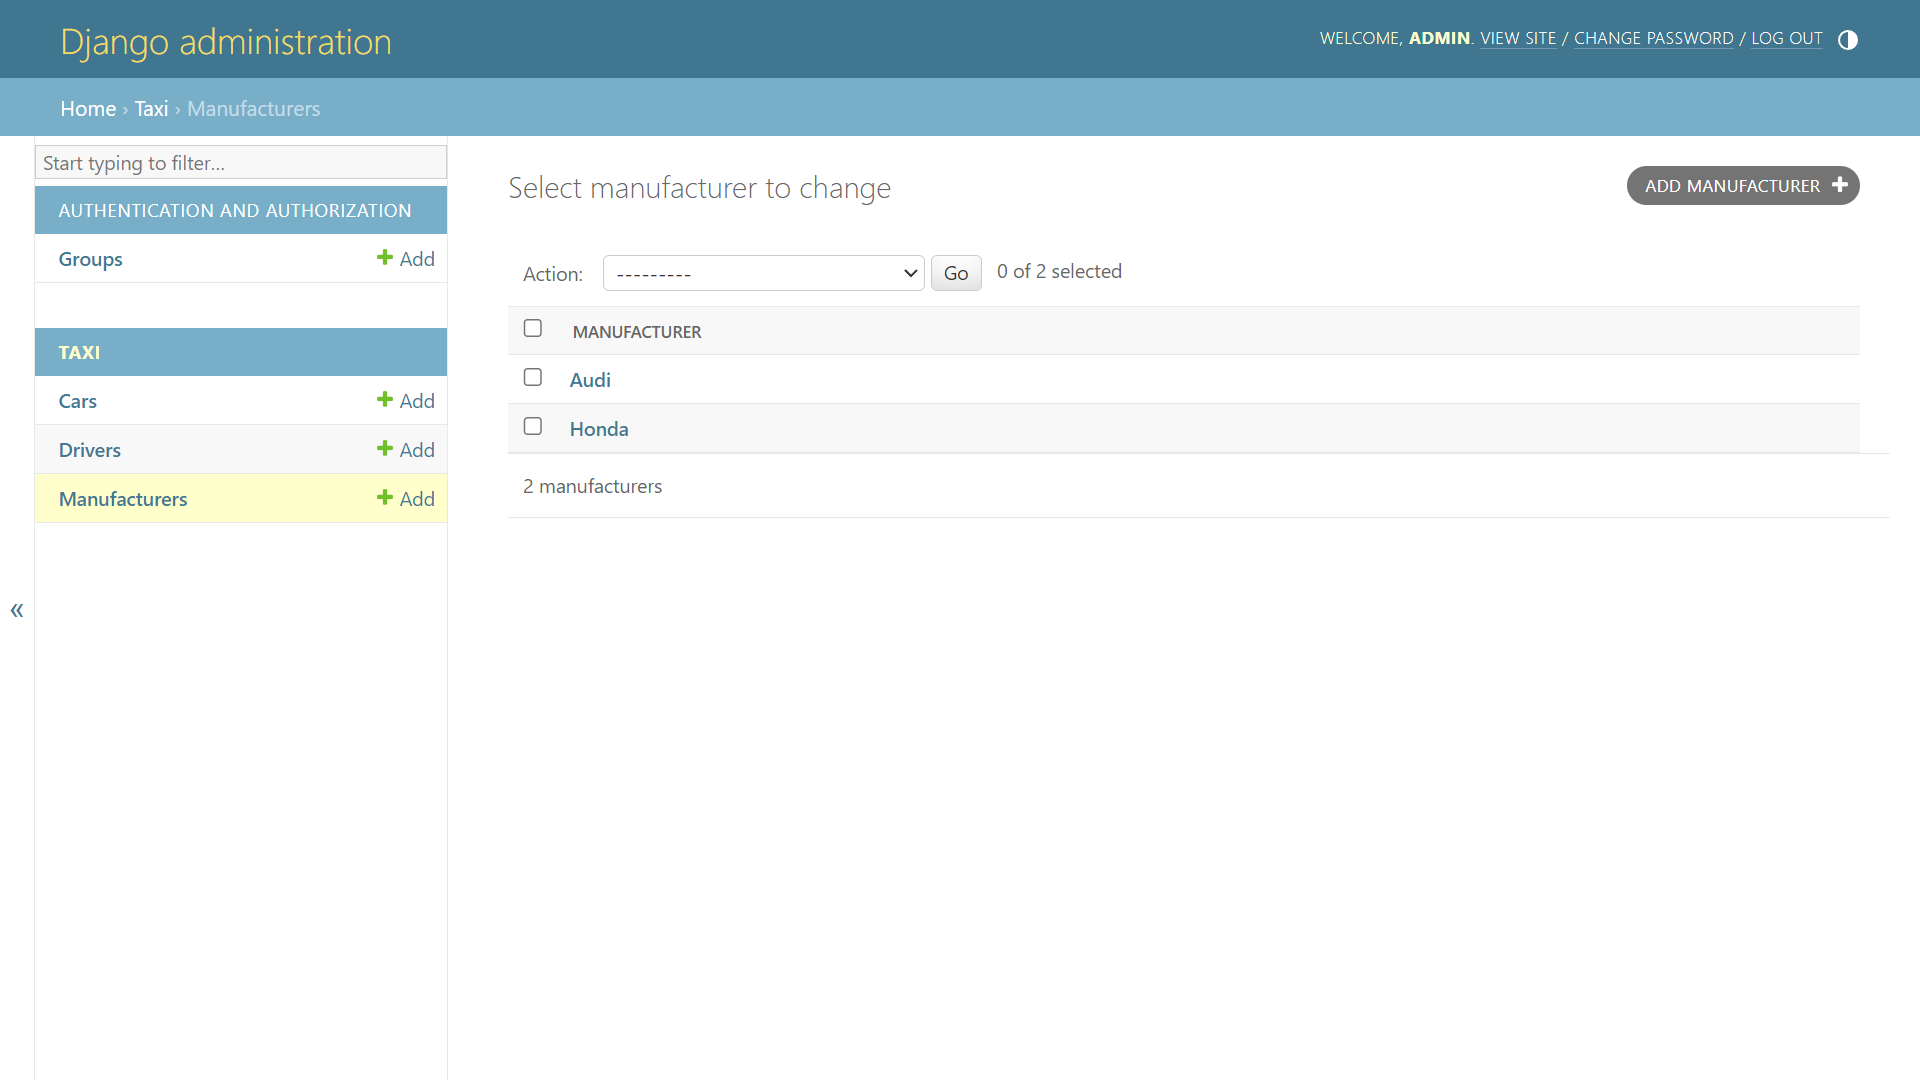 Django administration
WELCOME, ADMIN. VIEW SITE / CHANGE PASSWORD / LOG OUT
Home › Taxi › Manufacturers
Start typing to filter...
AUTHENTICATION AND AUTHORIZATION
Groups Add
TAXI
Cars Add
Drivers Add
Manufacturers Add
«
Select manufacturer to change
ADD MANUFACTURER
Action: --------- Go 0 of 2 selected
MANUFACTURER
Audi
Honda
2 manufacturers